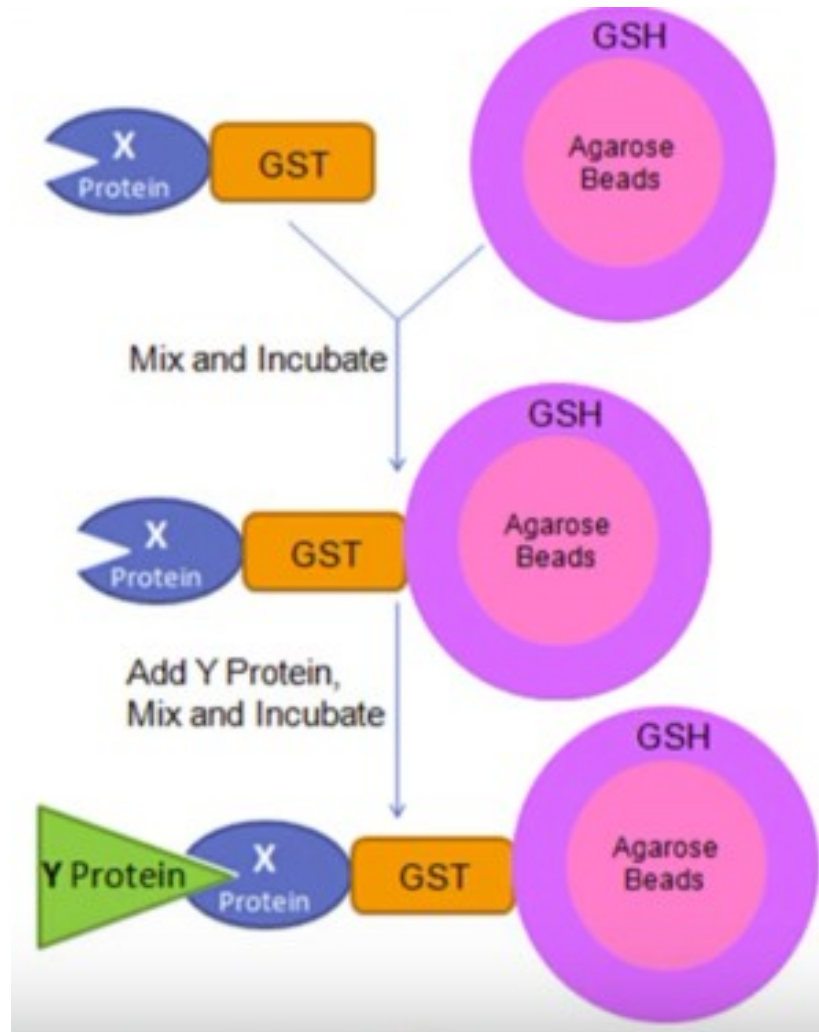 GSH
X
Protein
GST
Agarose
Beads
Mix and Incubate
GSH
X
Protein
GST
Agarose
Beads
Add Y Protein,
Mix and Incubate
GSH
Y Protein
X
Protein
GST
Agarose
Beads